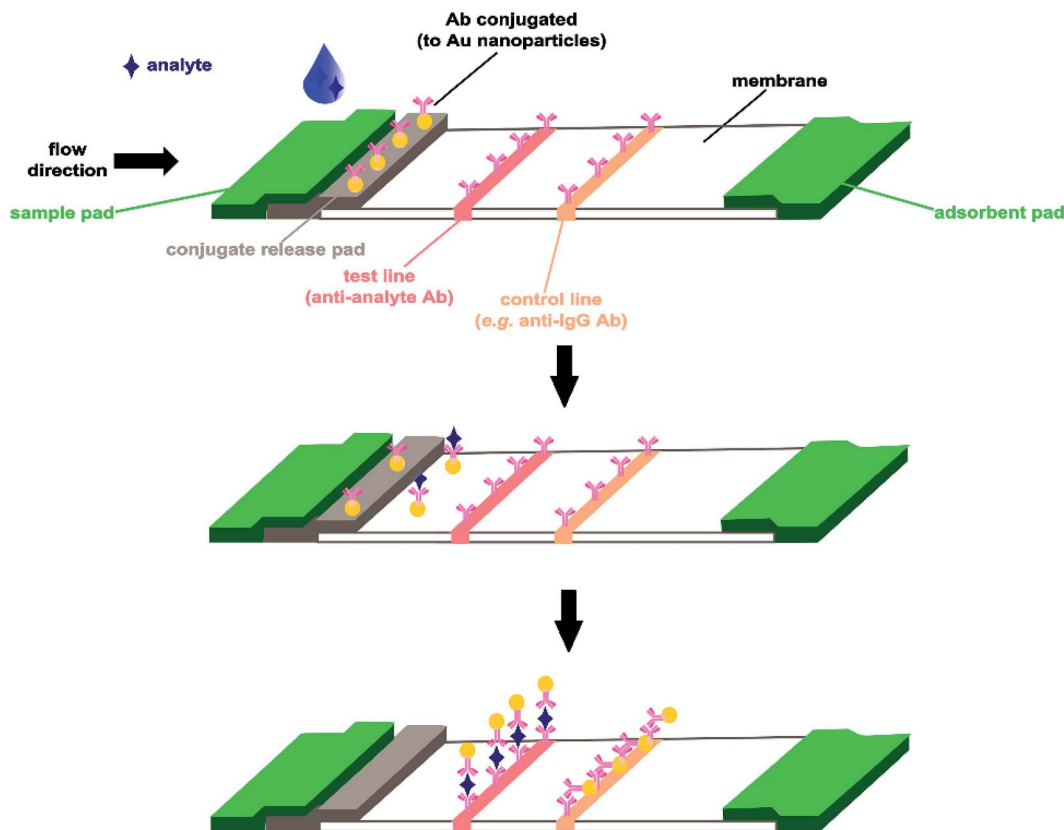 Ab conjugated
(to Au nanoparticles)
analyte
membrane
flow
direction
sample pad
adsorbent pad
conjugate release pad
test line
(anti-analyte Ab)
control line
(e.g. anti-IgG Ab)